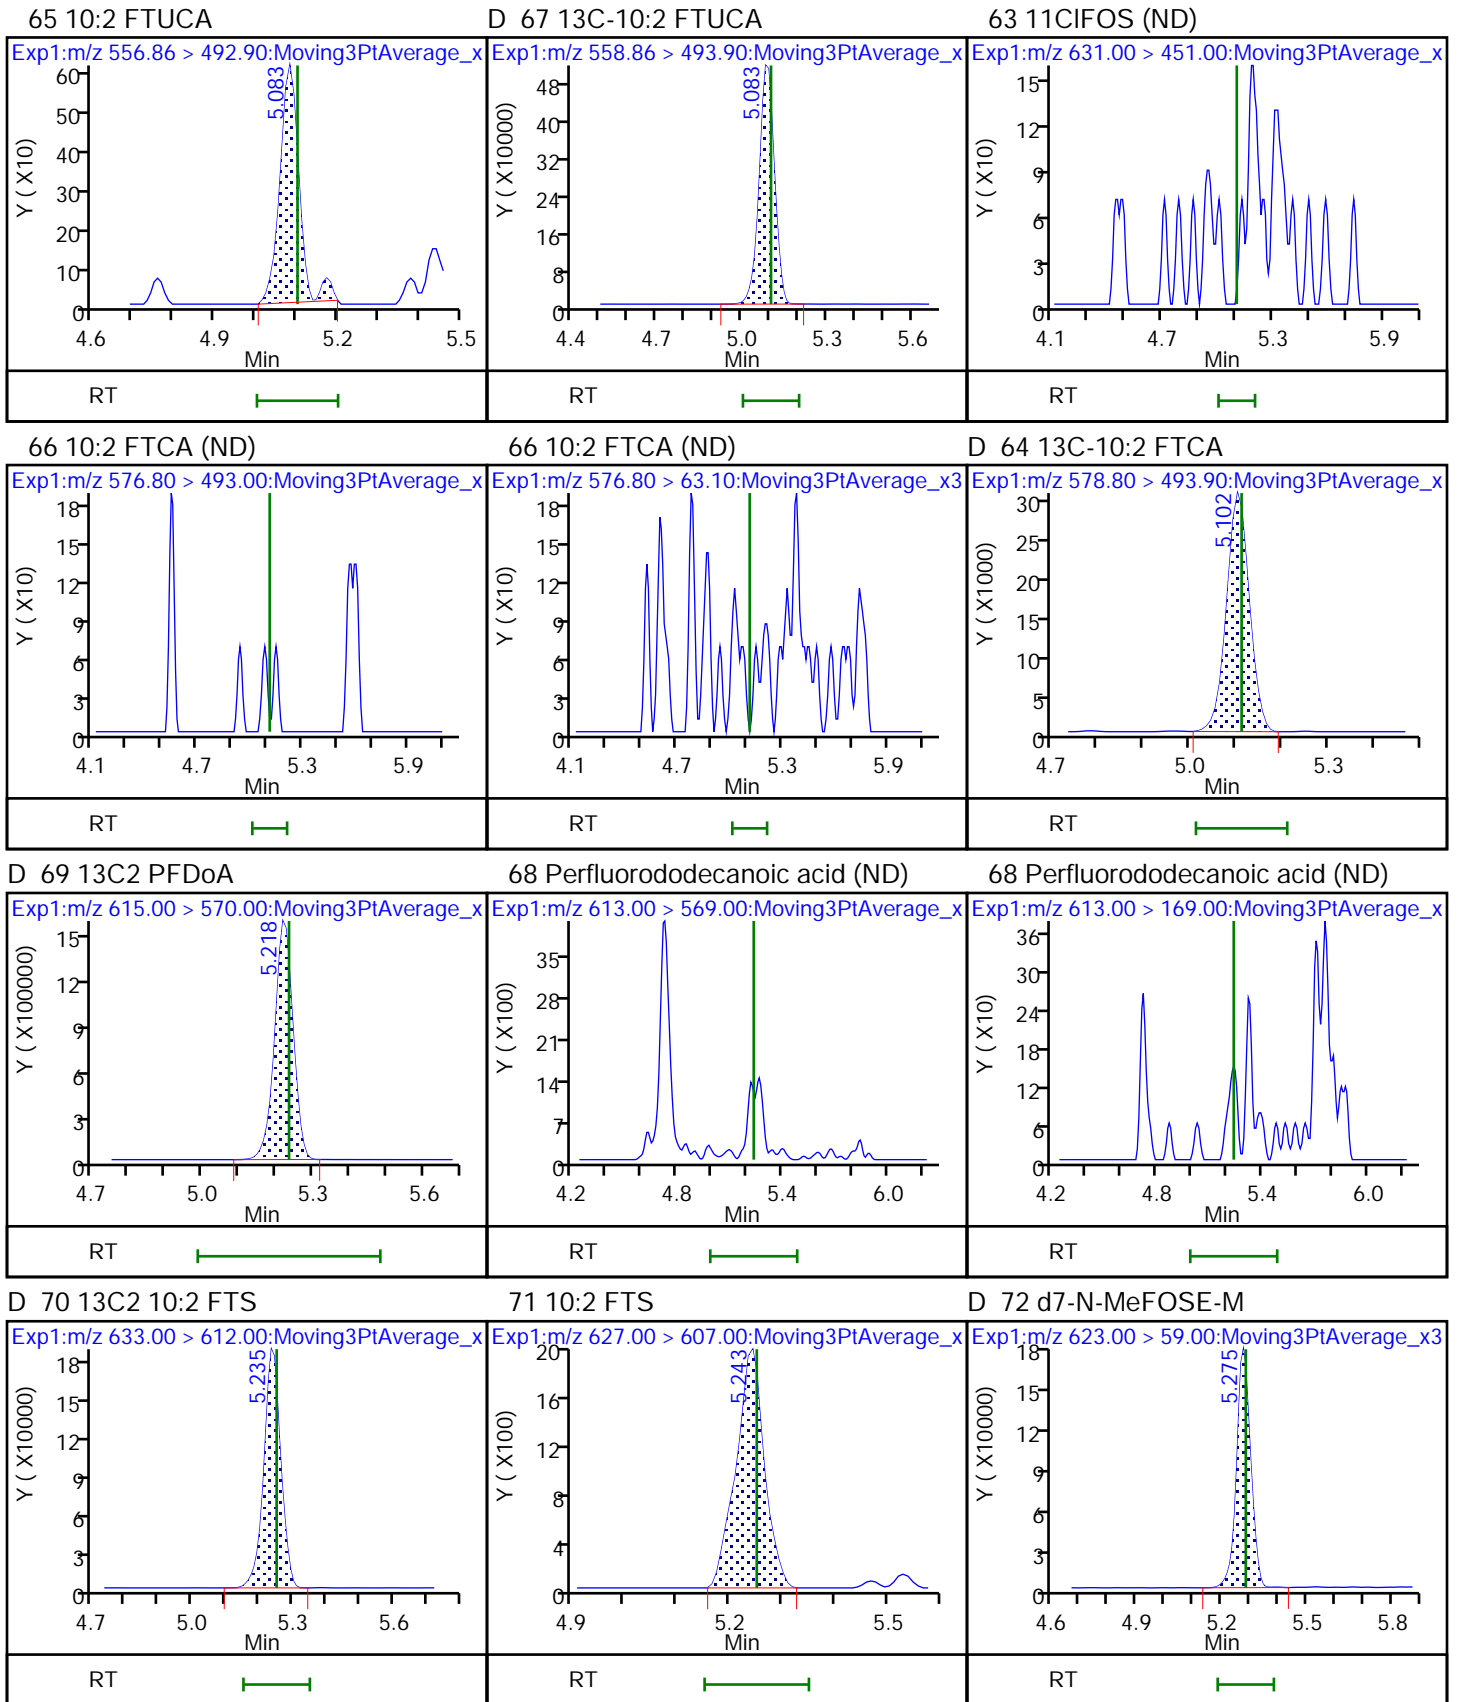 65 10:2 FTUCA
Exp1:m/z 556.86 > 492.90:Moving3PtAverage_x
Y ( X10)
60
50
40
30
20
10
0
5.083
4.6 4.9 5.2 5.5
Min
RT
D 67 13C-10:2 FTUCA
Exp1:m/z 558.86 > 493.90:Moving3PtAverage_x
Y ( X10000)
48
40
32
24
16
8
0
5.083
4.4 4.7 5.0 5.3 5.6
Min
RT
63 11ClFOS (ND)
Exp1:m/z 631.00 > 451.00:Moving3PtAverage_x
Y ( X10)
15
12
9
6
3
0
4.1 4.7 5.3 5.9
Min
RT
66 10:2 FTCA (ND)
Exp1:m/z 576.80 > 493.00:Moving3PtAverage_x
Y ( X10)
18
15
12
9
6
3
0
4.1 4.7 5.3 5.9
Min
RT
66 10:2 FTCA (ND)
Exp1:m/z 576.80 > 63.10:Moving3PtAverage_x3
Y ( X10)
18
15
12
9
6
3
0
4.1 4.7 5.3 5.9
Min
RT
D 64 13C-10:2 FTCA
Exp1:m/z 578.80 > 493.90:Moving3PtAverage_x
Y ( X1000)
30
25
20
15
10
5
0
5.102
4.7 5.0 5.3
Min
RT
D 69 13C2 PFDoA
Exp1:m/z 615.00 > 570.00:Moving3PtAverage_x
Y ( X100000)
15
12
9
6
3
0
5.218
4.7 5.0 5.3 5.6
Min
RT
68 Perfluorododecanoic acid (ND)
Exp1:m/z 613.00 > 569.00:Moving3PtAverage_x
Y ( X100)
35
28
21
14
7
0
4.2 4.8 5.4 6.0
Min
RT
68 Perfluorododecanoic acid (ND)
Exp1:m/z 613.00 > 169.00:Moving3PtAverage_x
Y ( X10)
36
30
24
18
12
6
0
4.2 4.8 5.4 6.0
Min
RT
D 70 13C2 10:2 FTS
Exp1:m/z 633.00 > 612.00:Moving3PtAverage_x
Y ( X10000)
18
15
12
9
6
3
0
5.235
4.7 5.0 5.3 5.6
Min
RT
71 10:2 FTS
Exp1:m/z 627.00 > 607.00:Moving3PtAverage_x
Y ( X100)
20
16
12
8
4
0
5.243
4.9 5.2 5.5
Min
RT
D 72 d7-N-MeFOSE-M
Exp1:m/z 623.00 > 59.00:Moving3PtAverage_x3
Y ( X10000)
18
15
12
9
6
3
0
5.275
4.6 4.9 5.2 5.5 5.8
Min
RT